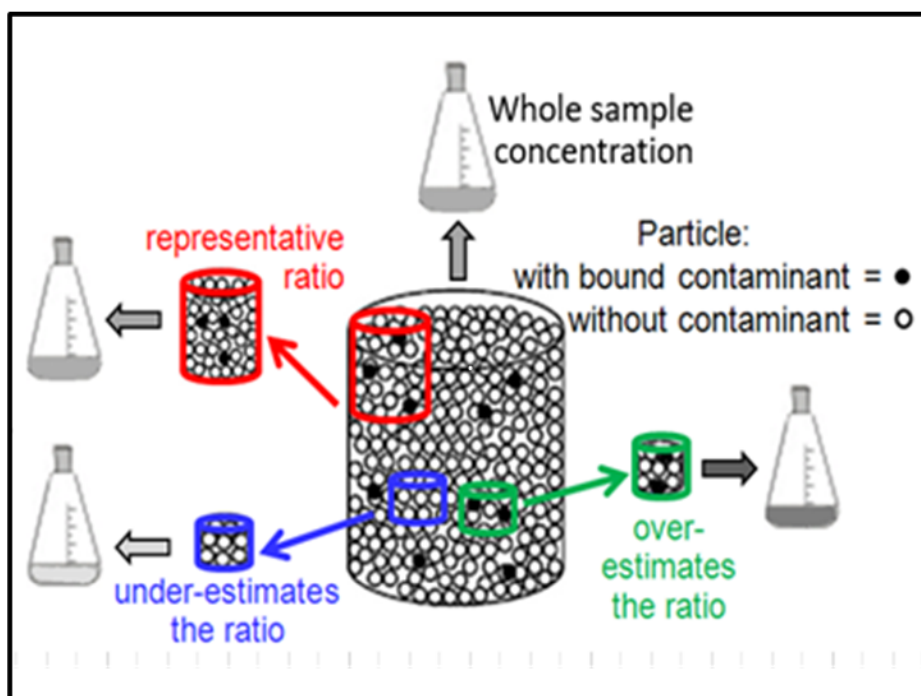 Whole sample
concentration
representative
ratio
Particle:
with bound contaminant = ●
without contaminant = o
over-
estimates
the ratio
under-estimates
the ratio